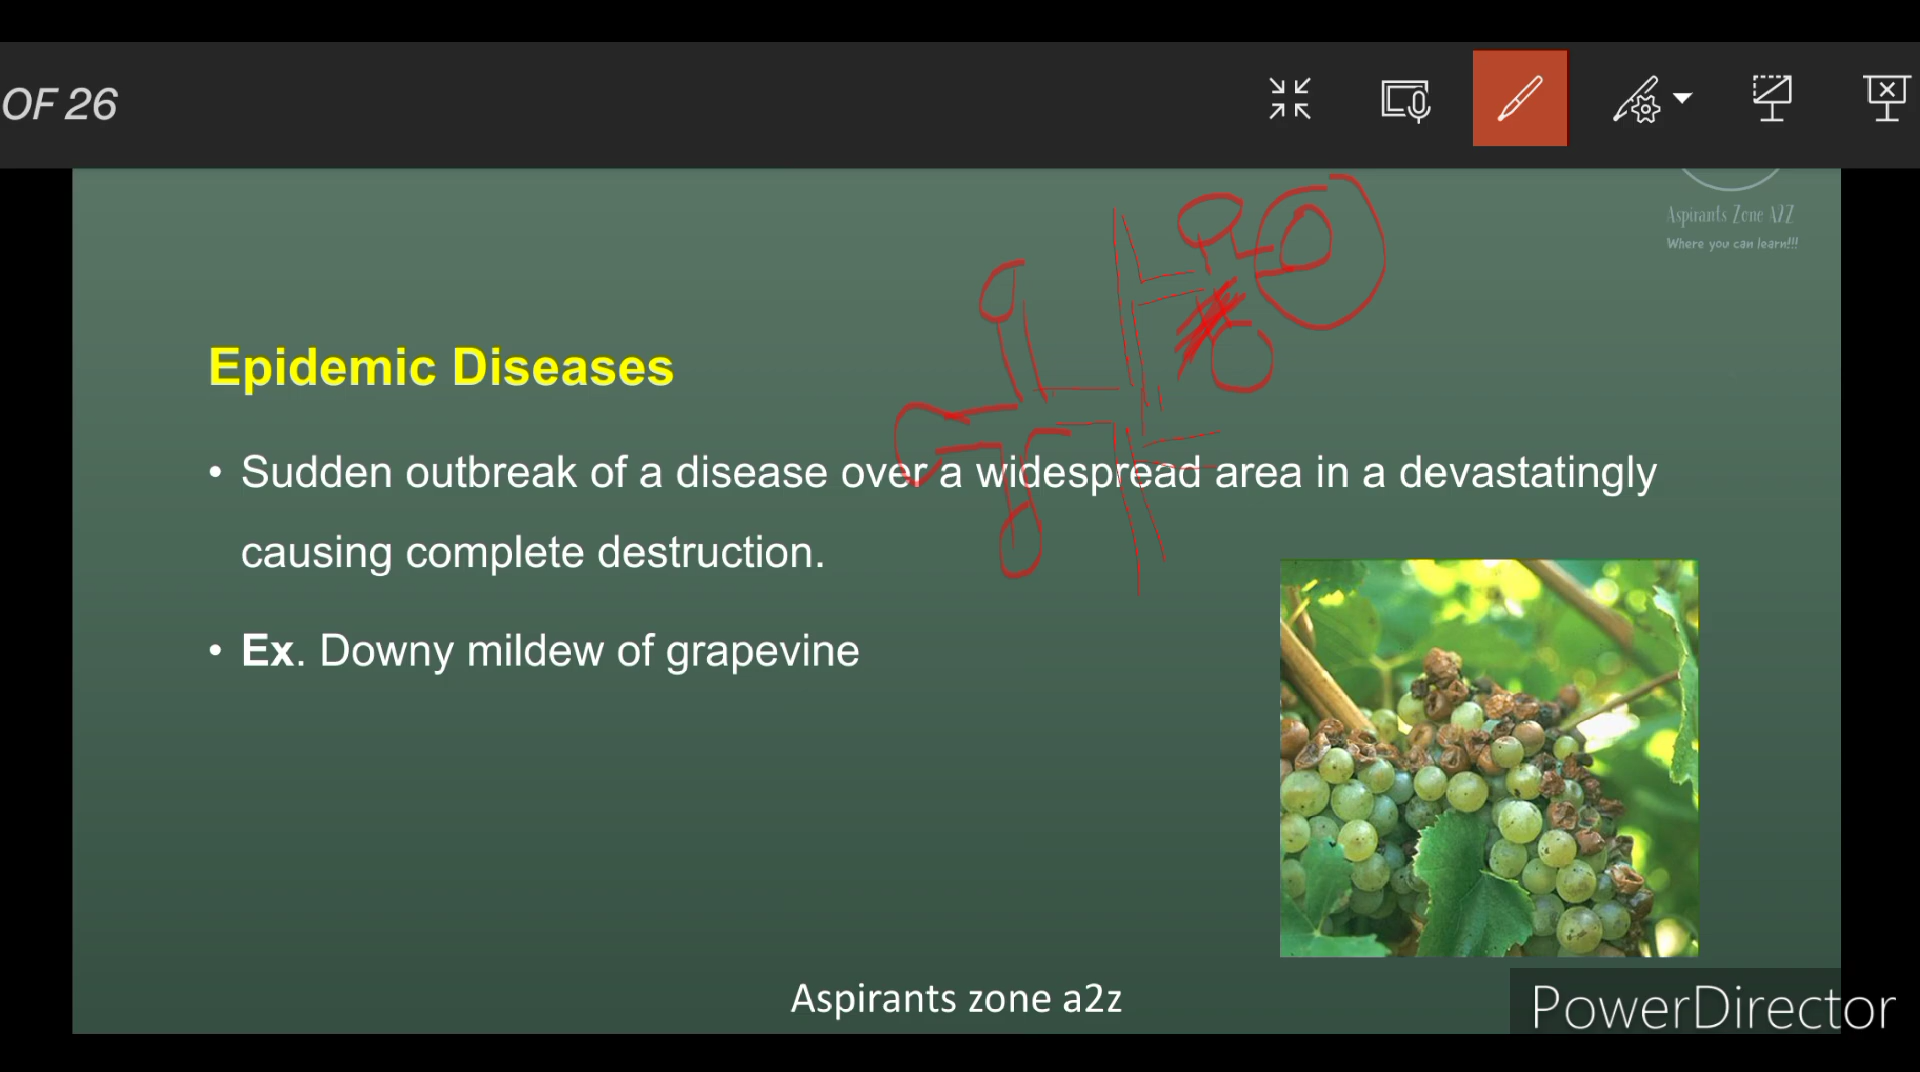 OF 26
Aspirants Zone A2Z
Where you can learn!!!
Epidemic Diseases
• Sudden outbreak of a disease over a widespread area in a devastatingly
causing complete destruction.
• Ex. Downy mildew of grapevine
Aspirants zone a2z
PowerDirector